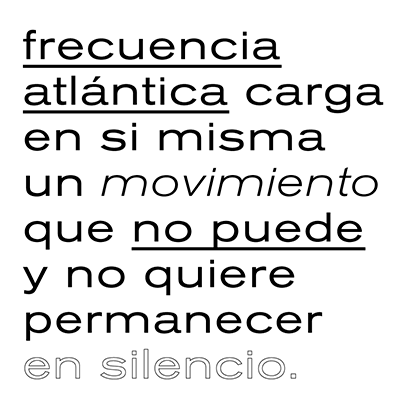 frecuencia
atlántica carga
en si misma
un movimiento
que no puede
y no quiere
permanecer
en silencio.